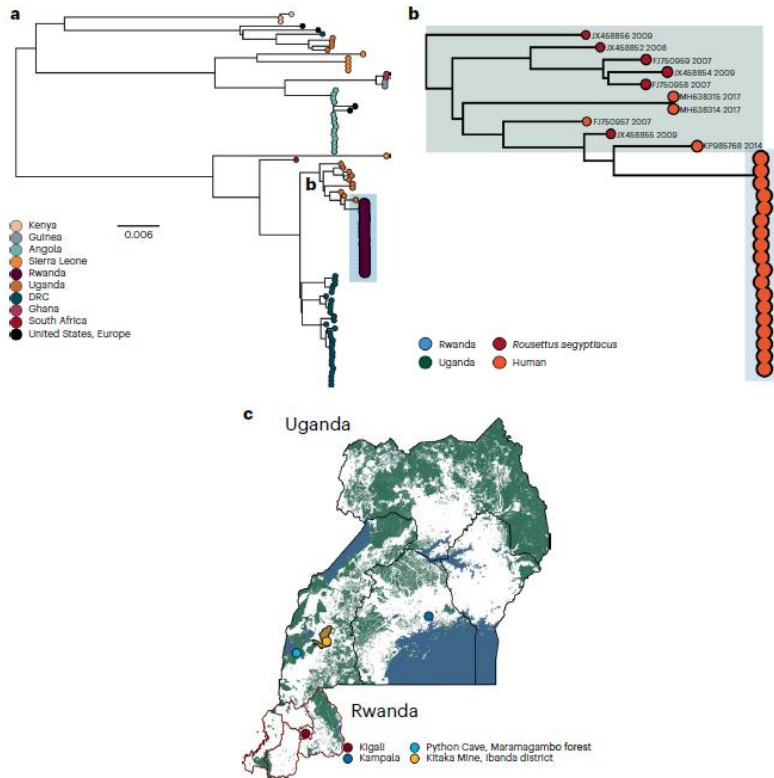 a
b
Kenya
Guinea
Angola
Sierra Leone
Rwanda
Uganda
DRC
Ghana
South Africa
United States, Europe
0.006
b
JX458856 2009
JX458852 2008
FJ750959 2007
JX458854 2009
FJ750958 2007
MH638315 2017
MH638314 2017
FJ750957 2007
JX458855 2009
KP985768 2014
Rwanda
Uganda
Rousettus aegyptiacus
Human
c
Uganda
Rwanda
Kigali
Kampala
Python Cave, Maramagambo forest
Kitaka Mine, Ibanda district